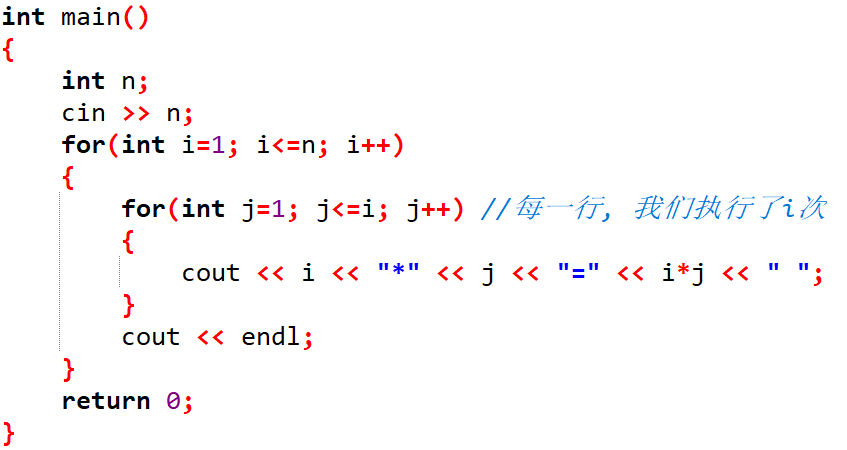 int main()
{
    int n;
    cin >> n;
    for(int i=1; i<=n; i++)
    {
        for(int j=1; j<=i; j++) //每一行, 我们执行了i次
        {
            cout << i << "*" << j << "=" << i*j << " ";
        }
        cout << endl;
    }
    return 0;
}